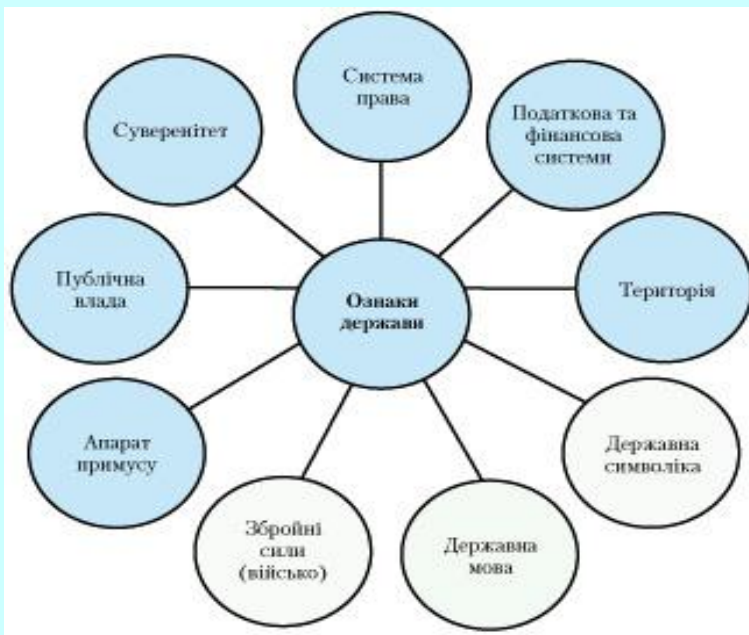 Система
права
Податкова та
фінансова
системи
Територія
Державна
символіка
Державна
мова
Збройні
сили
(військо)
Апарат
примусу
Публічна
влада
Суверенітет
Ознаки
держави